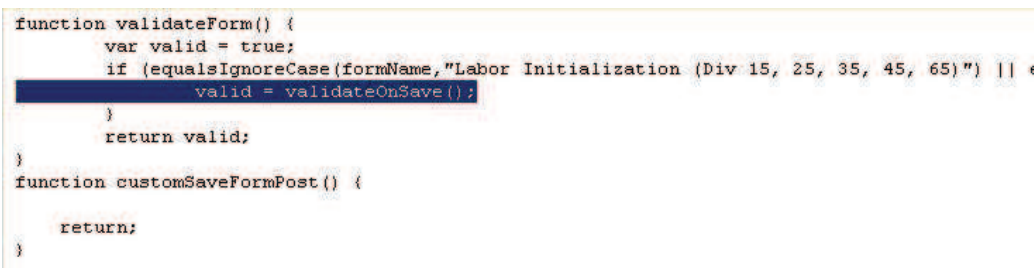 function validateForm() {
var valid = true;
if (equalsIgnoreCase(formName,"Labor Initialization (Div 15, 25, 35, 45, 65)") || e
valid = validateOnSave();
}
return valid;
}
function customSaveFormPost() {
return;
}